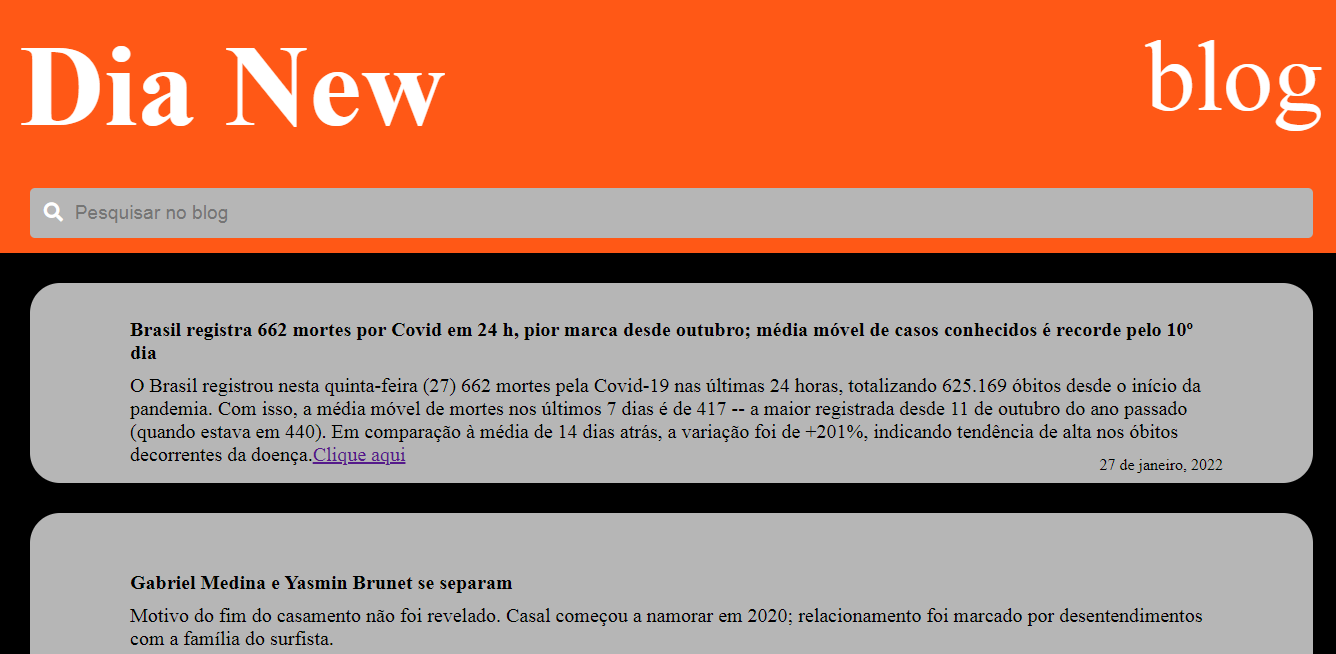 Dia New
blog
Pesquisar no blog
Brasil registra 662 mortes por Covid em 24 h, pior marca desde outubro; média móvel de casos conhecidos é recorde pelo 10º
dia
O Brasil registrou nesta quinta-feira (27) 662 mortes pela Covid-19 nas últimas 24 horas, totalizando 625.169 óbitos desde o início da
pandemia. Com isso, a média móvel de mortes nos últimos 7 dias é de 417 -- a maior registrada desde 11 de outubro do ano passado
(quando estava em 440). Em comparação à média de 14 dias atrás, a variação foi de +201%, indicando tendência de alta nos óbitos
decorrentes da doença.Clique aqui
27 de janeiro, 2022
Gabriel Medina e Yasmin Brunet se separam
Motivo do fim do casamento não foi revelado. Casal começou a namorar em 2020; relacionamento foi marcado por desentendimentos
com a família do surfista.